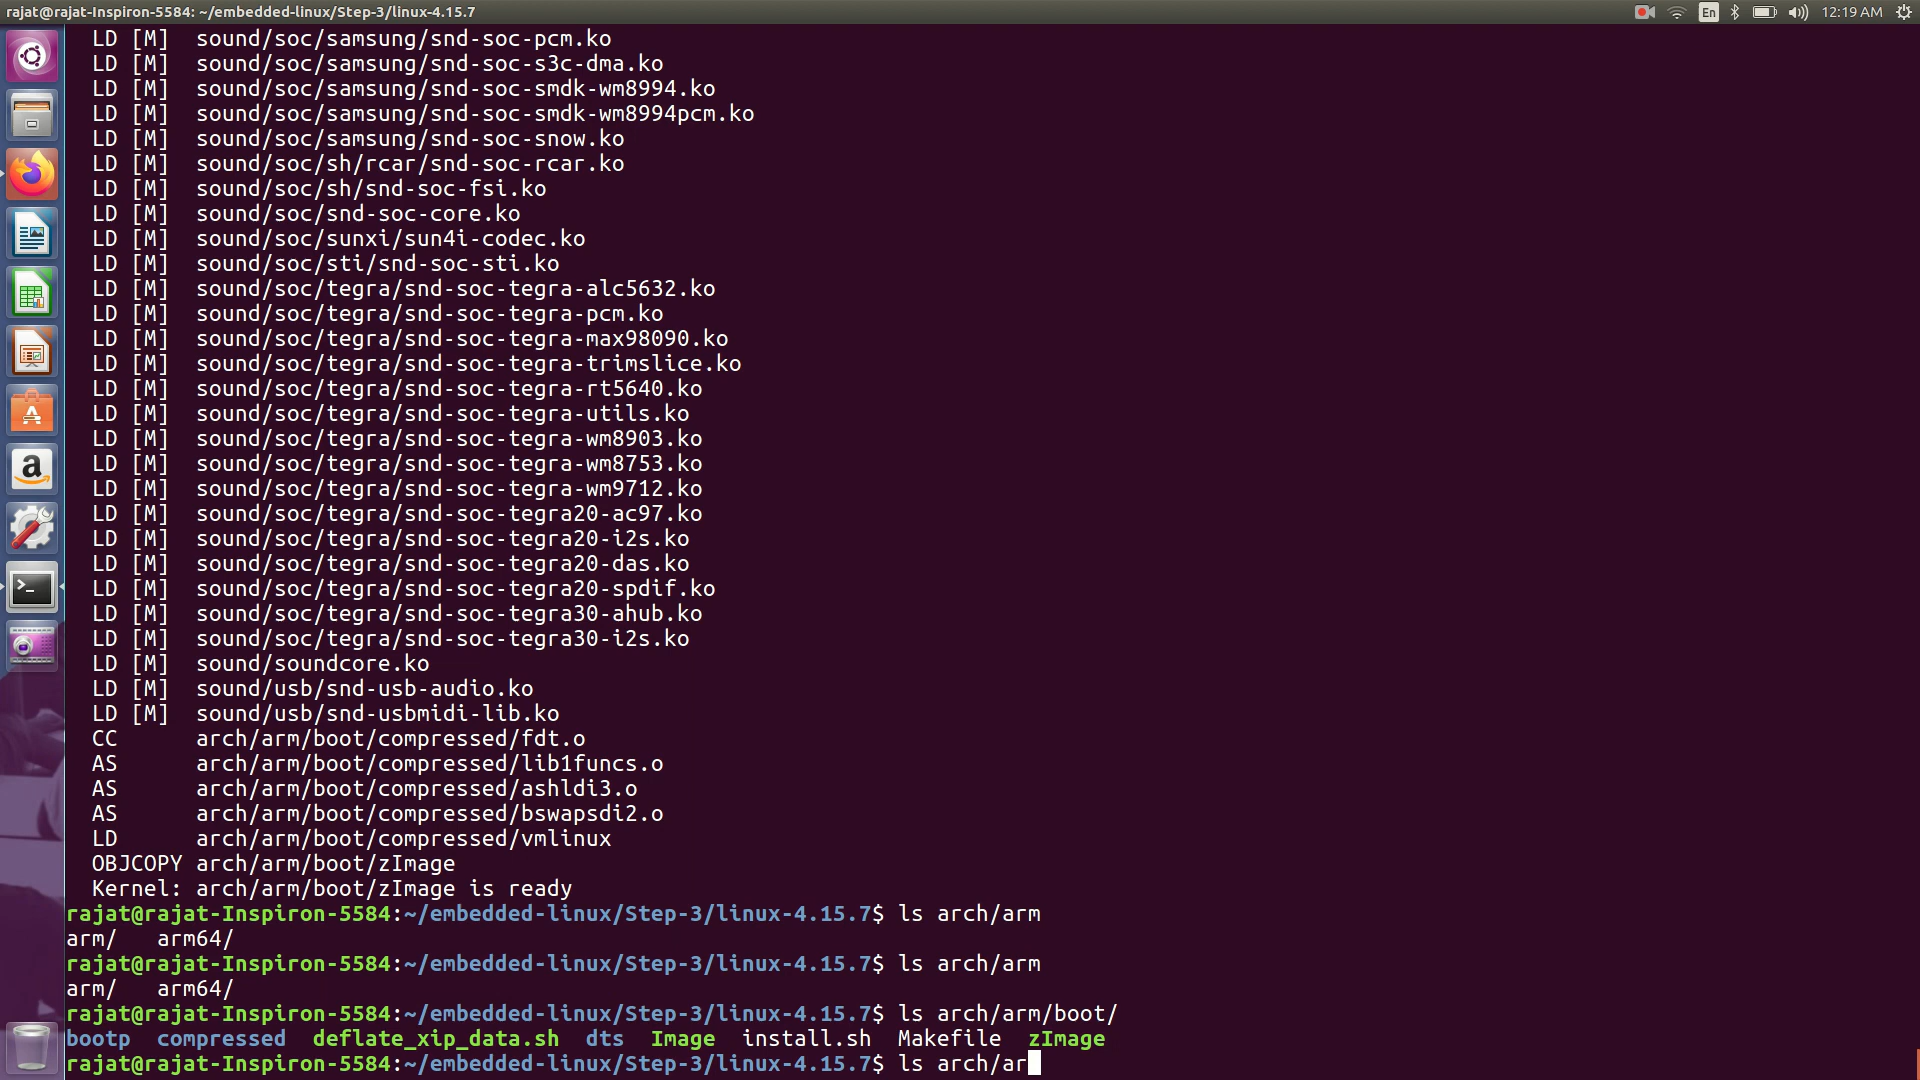 rajat@rajat-Inspiron-5584: ~/embedded-linux/Step-3/linux-4.15.7 En 12:19 AM
LD [M] sound/soc/samsung/snd-soc-pcm.ko
LD [M] sound/soc/samsung/snd-soc-s3c-dma.ko
LD [M] sound/soc/samsung/snd-soc-smdk-wm8994.ko
LD [M] sound/soc/samsung/snd-soc-smdk-wm8994pcm.ko
LD [M] sound/soc/samsung/snd-soc-snow.ko
LD [M] sound/soc/sh/rcar/snd-soc-rcar.ko
LD [M] sound/soc/sh/snd-soc-fsi.ko
LD [M] sound/soc/snd-soc-core.ko
LD [M] sound/soc/sunxi/sun4i-codec.ko
LD [M] sound/soc/sti/snd-soc-sti.ko
LD [M] sound/soc/tegra/snd-soc-tegra-alc5632.ko
LD [M] sound/soc/tegra/snd-soc-tegra-pcm.ko
LD [M] sound/soc/tegra/snd-soc-tegra-max98090.ko
LD [M] sound/soc/tegra/snd-soc-tegra-trimslice.ko
LD [M] sound/soc/tegra/snd-soc-tegra-rt5640.ko
LD [M] sound/soc/tegra/snd-soc-tegra-utils.ko
LD [M] sound/soc/tegra/snd-soc-tegra-wm8903.ko
LD [M] sound/soc/tegra/snd-soc-tegra-wm8753.ko
LD [M] sound/soc/tegra/snd-soc-tegra-wm9712.ko
LD [M] sound/soc/tegra/snd-soc-tegra20-ac97.ko
LD [M] sound/soc/tegra/snd-soc-tegra20-i2s.ko
LD [M] sound/soc/tegra/snd-soc-tegra20-das.ko
LD [M] sound/soc/tegra/snd-soc-tegra20-spdif.ko
LD [M] sound/soc/tegra/snd-soc-tegra30-ahub.ko
LD [M] sound/soc/tegra/snd-soc-tegra30-i2s.ko
LD [M] sound/soundcore.ko
LD [M] sound/usb/snd-usb-audio.ko
LD [M] sound/usb/snd-usbmidi-lib.ko
CC arch/arm/boot/compressed/fdt.o
AS arch/arm/boot/compressed/lib1funcs.o
AS arch/arm/boot/compressed/ashldi3.o
AS arch/arm/boot/compressed/bswapsdi2.o
LD arch/arm/boot/compressed/vmlinux
OBJCOPY arch/arm/boot/zImage
Kernel: arch/arm/boot/zImage is ready
rajat@rajat-Inspiron-5584:~/embedded-linux/Step-3/linux-4.15.7$ ls arch/arm
arm/ arm64/
rajat@rajat-Inspiron-5584:~/embedded-linux/Step-3/linux-4.15.7$ ls arch/arm
arm/ arm64/
rajat@rajat-Inspiron-5584:~/embedded-linux/Step-3/linux-4.15.7$ ls arch/arm/boot/
bootp compressed deflate_xip_data.sh dts Image install.sh Makefile zImage
rajat@rajat-Inspiron-5584:~/embedded-linux/Step-3/linux-4.15.7$ ls arch/ar